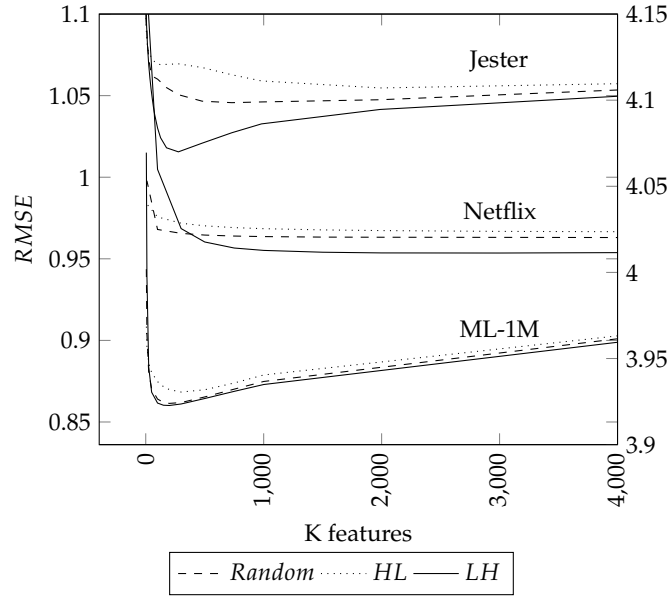 1.1
1.05
1
0.95
0.9
0.85
RMSE
4.15
4.1
4.05
4
3.95
3.9
Jester
Netflix
ML-1M
0
1,000
2,000
3,000
4,000
K features
Random HL LH